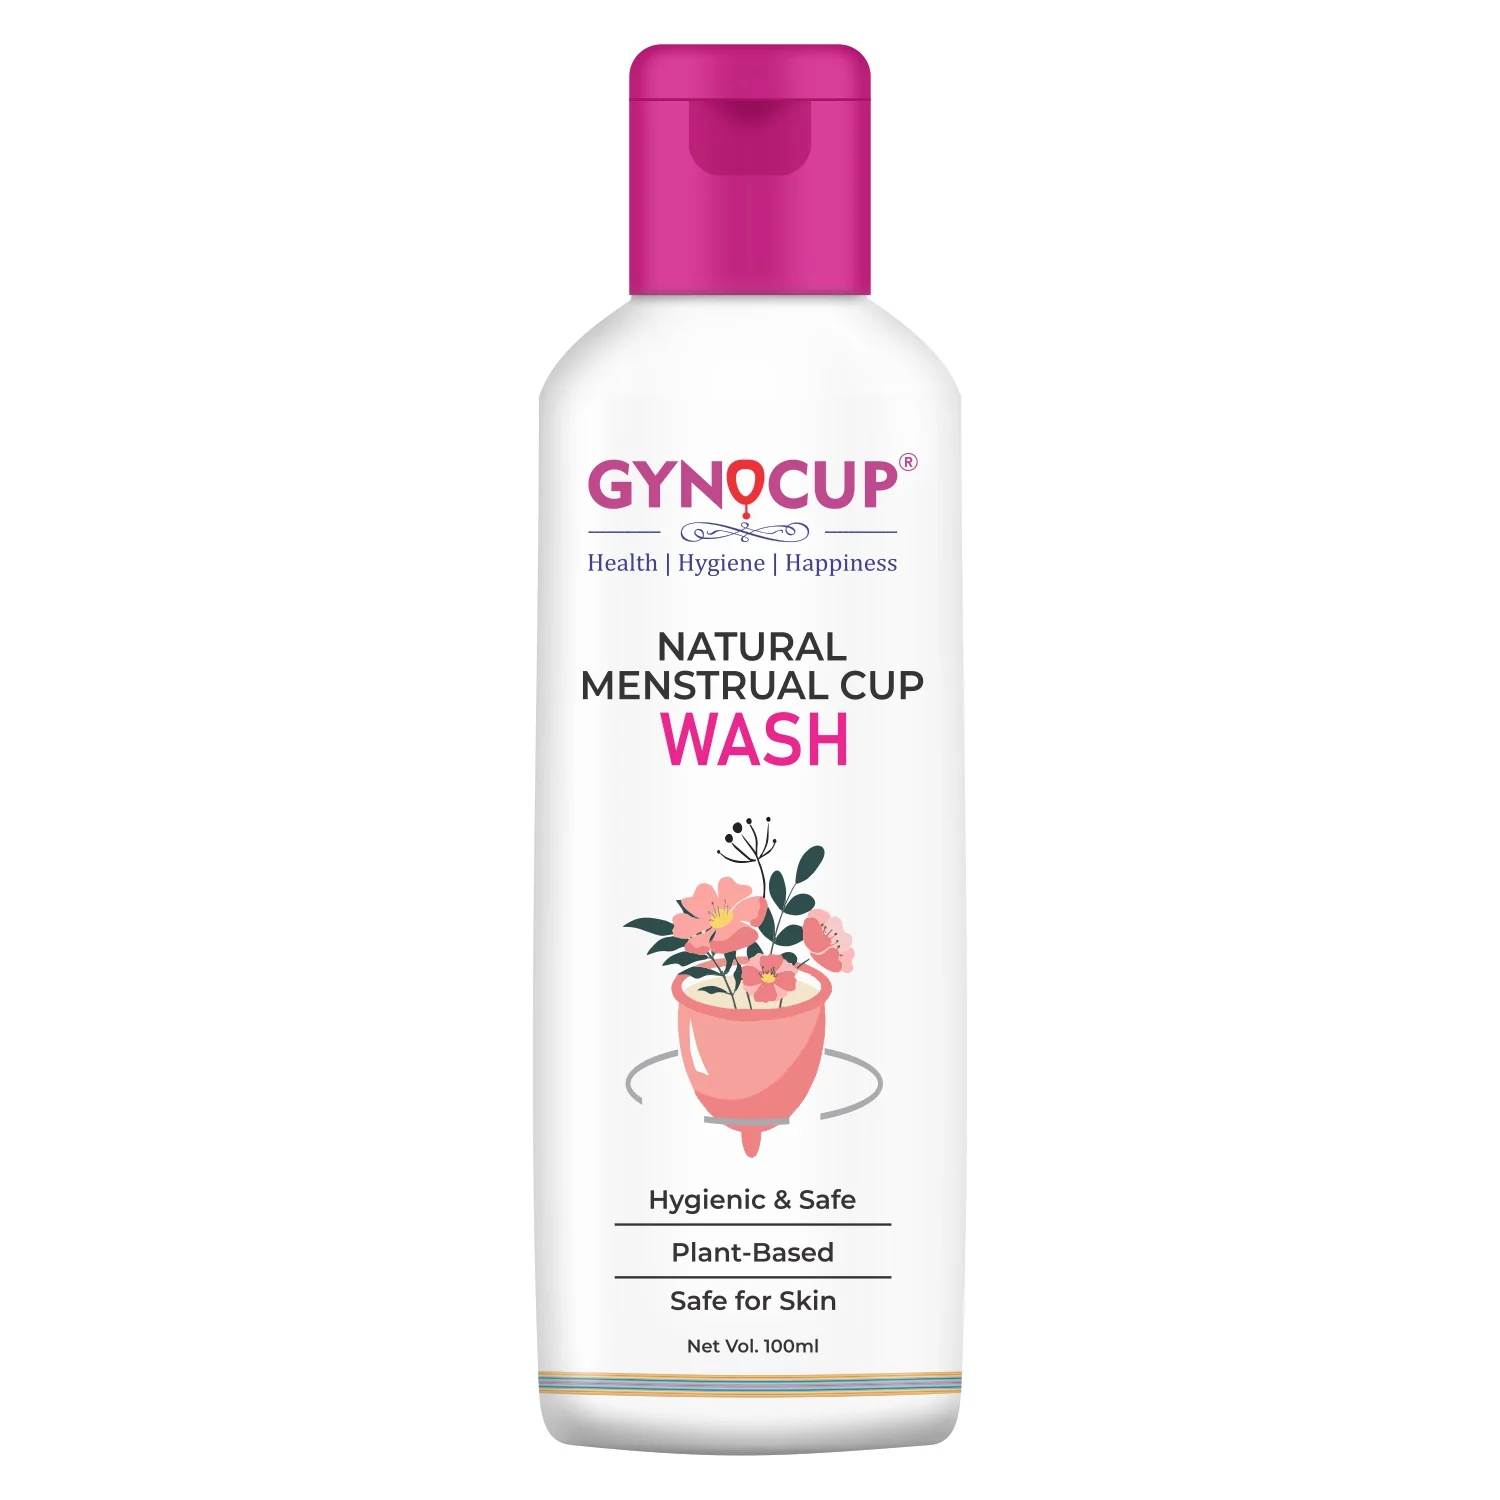 GYNOCUP®
Health | Hygiene | Happiness
NATURAL
MENSTRUAL CUP
WASH
Hygienic & Safe
Plant-Based
Safe for Skin
Net Vol. 100ml